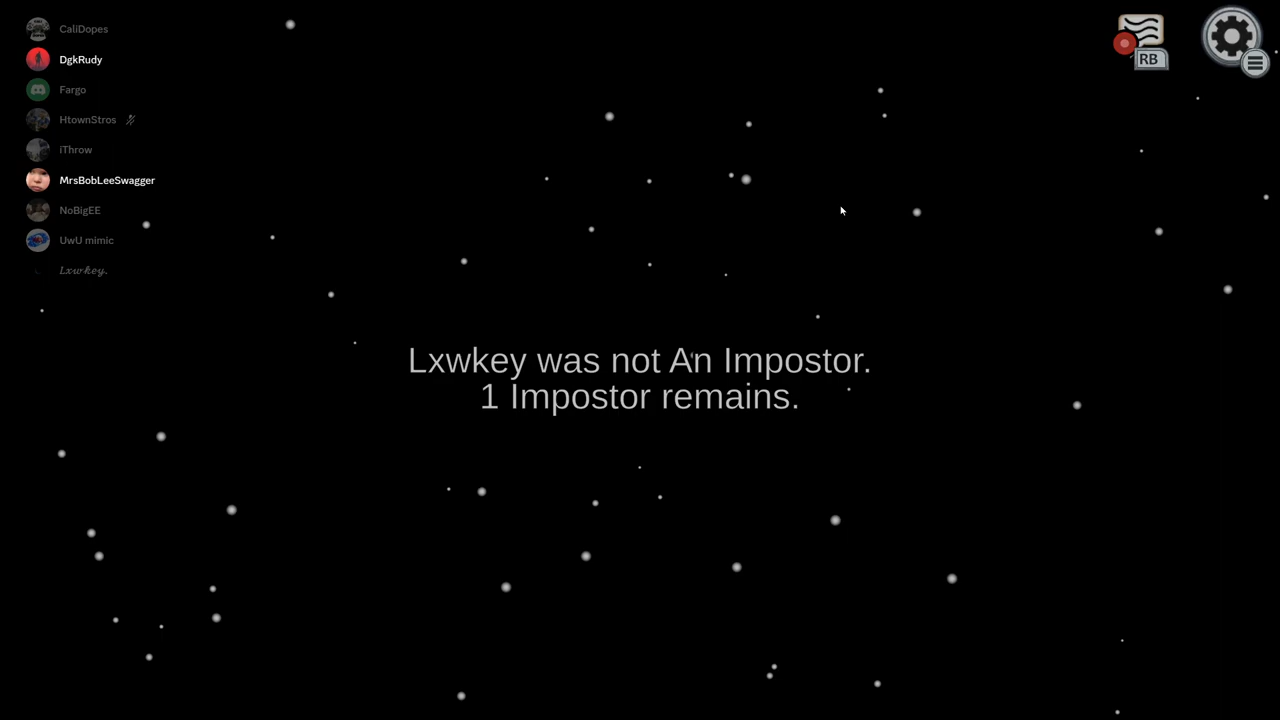 CaliDopes
DgkRudy
Fargo
HtownStros
iThrow
MrsBobLeeSwagger
NoBigEE
UwU mimic
Lxwkey.
RB
Lxwkey was not An Impostor.
1 Impostor remains.